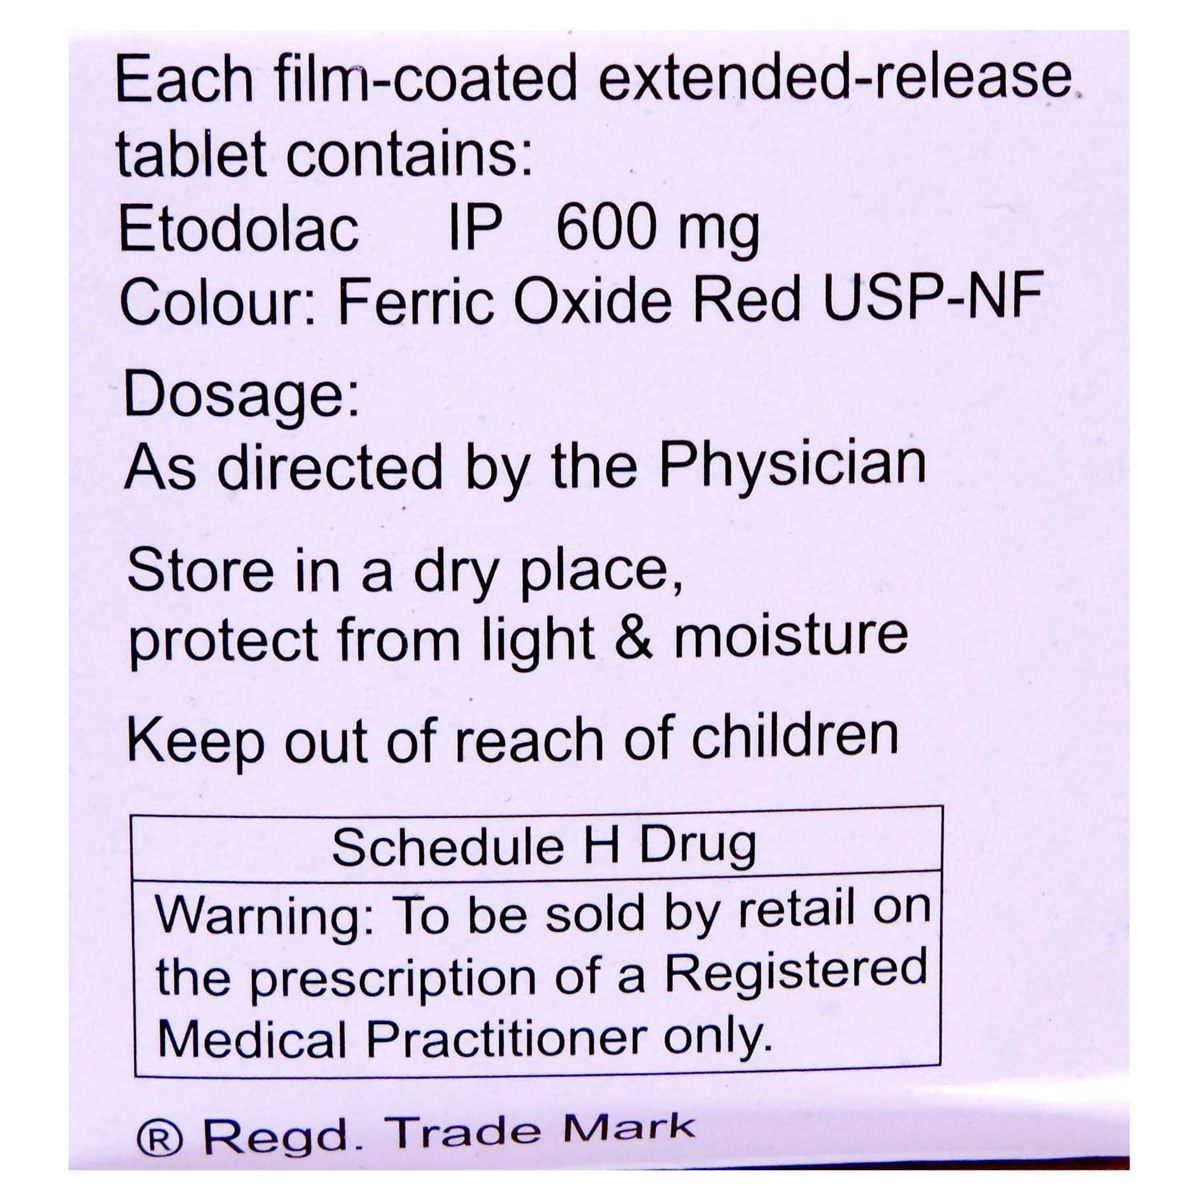 Each film-coated extended-release
tablet contains:
Etodolac IP 600 mg
Colour: Ferric Oxide Red USP-NF
Dosage:
As directed by the Physician
Store in a dry place,
protect from light & moisture
Keep out of reach of children
Schedule H Drug
Warning: To be sold by retail on
the prescription of a Registered
Medical Practitioner only.
® Regd. Trade Mark